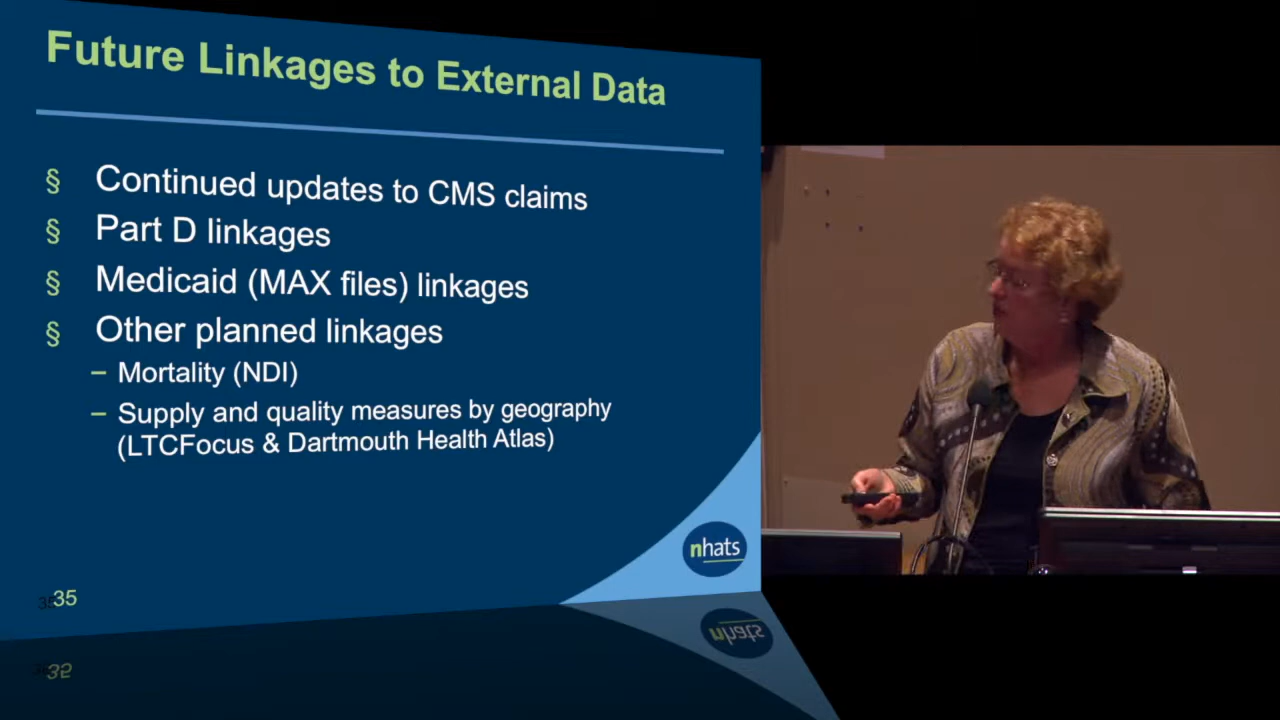 Future Linkages to External Data
§ Continued updates to CMS claims
§ Part D linkages
§ Medicaid (MAX files) linkages
§ Other planned linkages
– Mortality (NDI)
– Supply and quality measures by geography
(LTCFocus & Dartmouth Health Atlas)
nhats
35